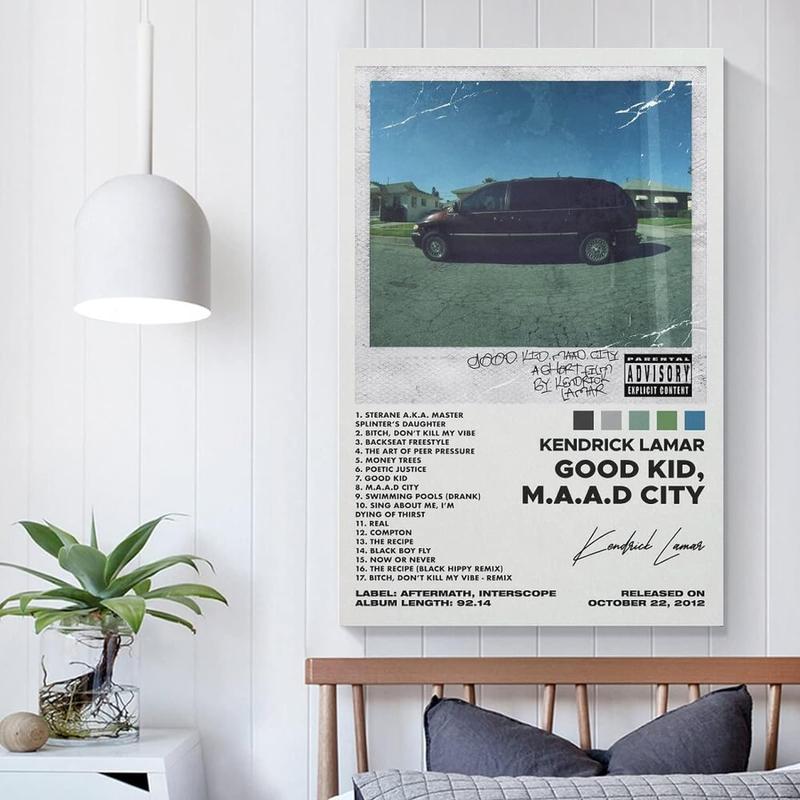 good kid, m.A.A.d city
A SHORT FILM
BY KENDRICK
LAMAR
PARENTAL
ADVISORY
EXPLICIT CONTENT
1. STERANE A.K.A. MASTER
SPLINTER'S DAUGHTER
2. BITCH, DON'T KILL MY VIBE
3. BACKSEAT FREESTYLE
4. THE ART OF PEER PRESSURE
5. MONEY TREES
6. POETIC JUSTICE
7. GOOD KID
8. M.A.A.D CITY
9. SWIMMING POOLS (DRANK)
10. SING ABOUT ME, I'M
DYING OF THIRST
11. REAL
12. COMPTON
13. THE RECIPE
14. BLACK BOY FLY
15. NOW OR NEVER
16. THE RECIPE (BLACK HIPPY REMIX)
17. BITCH, DON'T KILL MY VIBE - REMIX
KENDRICK LAMAR
GOOD KID,
M.A.A.D CITY
Kendrick Lamar
LABEL: AFTERMATH, INTERSCOPE
ALBUM LENGTH: 92.14
RELEASED ON
OCTOBER 22, 2012